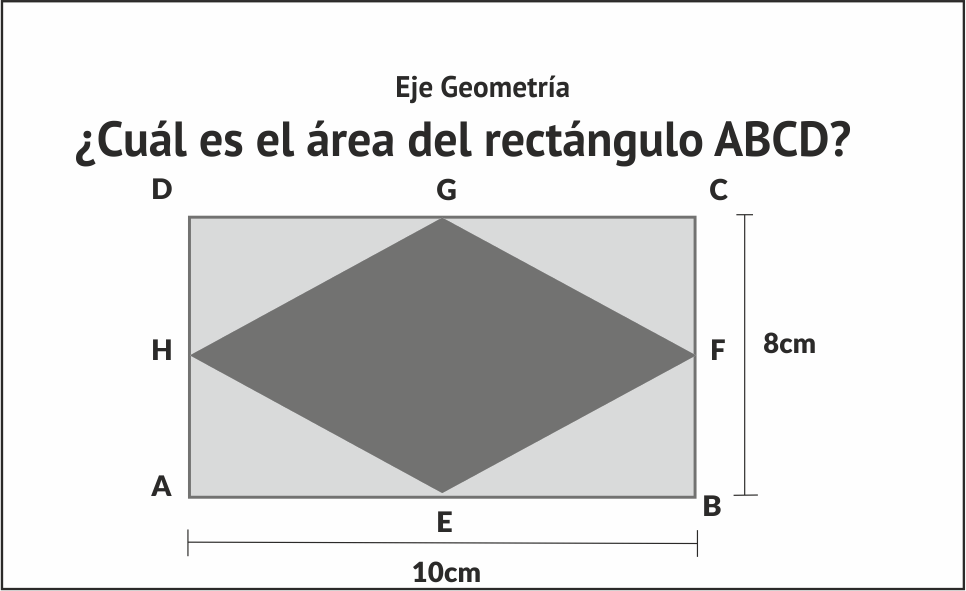 Eje Geometría
¿Cuál es el área del rectángulo ABCD?
D G C
H F 8cm
A B
E
10cm